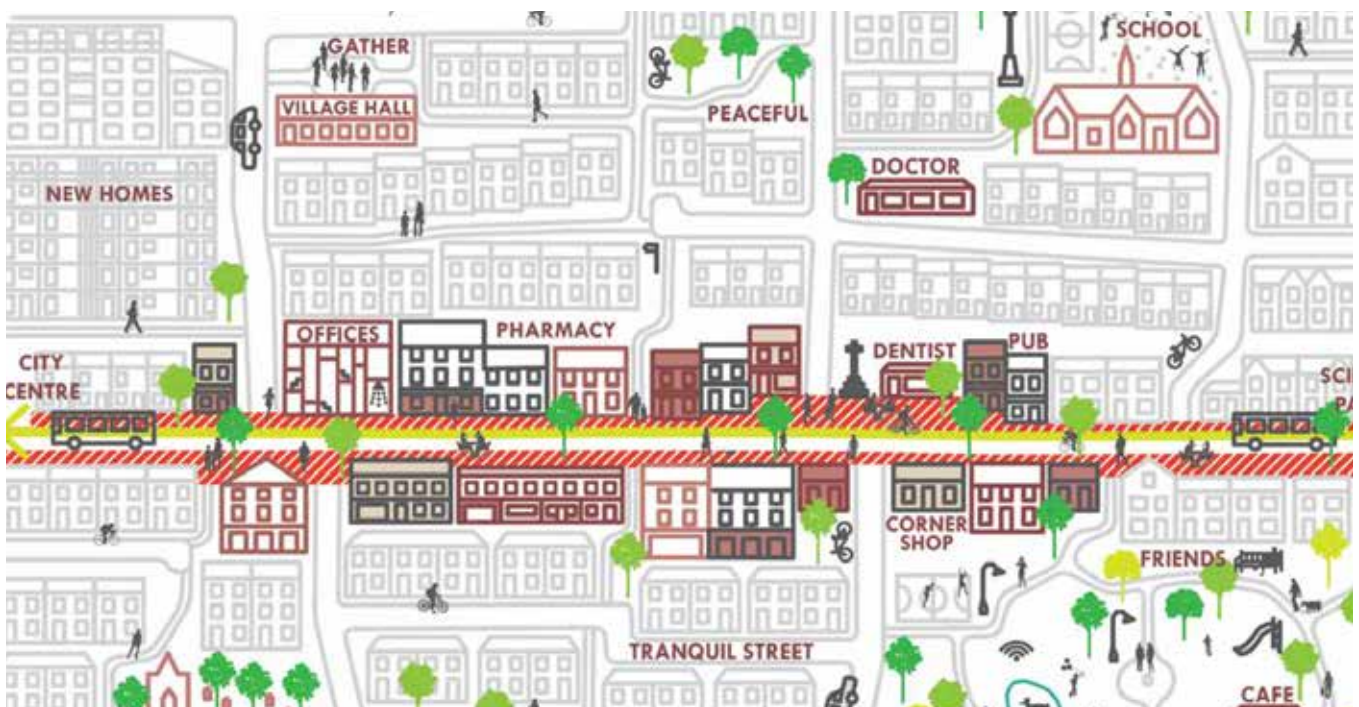 GATHER
SCHOOL
VILLAGE HALL
PEACEFUL
DOCTOR
NEW HOMES
OFFICES
PHARMACY
DENTIST
PUB
CITY
CENTRE
CORNER
SHOP
FRIENDS
TRANQUIL STREET
CAFE